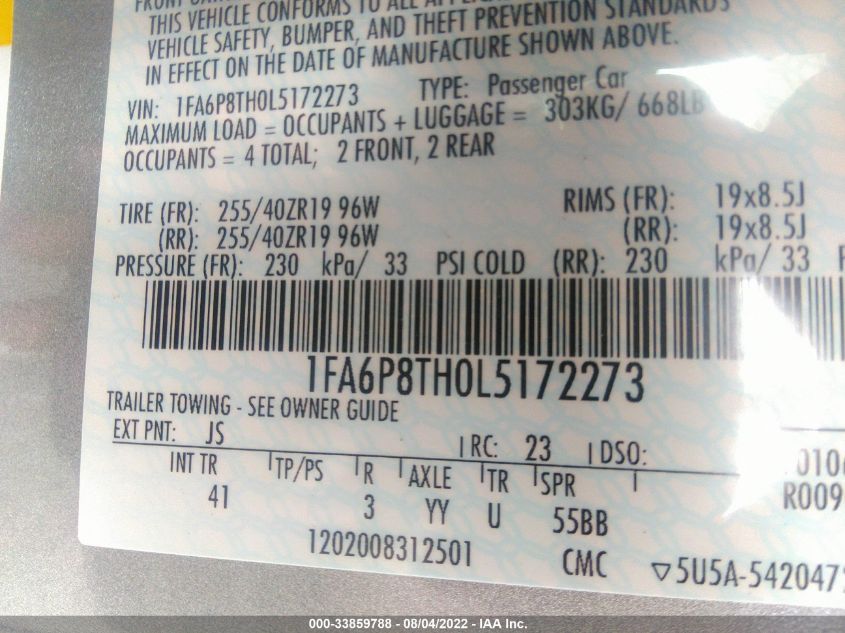 THIS VEHICLE CONFORMS TO ALL
VEHICLE SAFETY, BUMPER, AND THEFT PREVENTION STANDARDS
IN EFFECT ON THE DATE OF MANUFACTURE SHOWN ABOVE.
VIN: 1FA6P8TH0L5172273 TYPE: Passenger Car
MAXIMUM LOAD = OCCUPANTS + LUGGAGE = 303KG/ 668LB
OCCUPANTS = 4 TOTAL; 2 FRONT, 2 REAR
TIRE (FR): 255/40ZR19 96W RIMS (FR): 19x8.5J
(RR): 255/40ZR19 96W (RR): 19x8.5J
PRESSURE (FR): 230 kPa/ 33 PSI COLD (RR): 230 kPa/ 33
1FA6P8TH0L5172273
TRAILER TOWING - SEE OWNER GUIDE
EXT PNT: JS RC: 23 DSO:
INT TR TP/PS R AXLE TR SPR R009
41 3 YY U 55BB
1202008312501 CMC ▽5U5A-542047
000-33859788 - 08/04/2022 - IAA Inc.